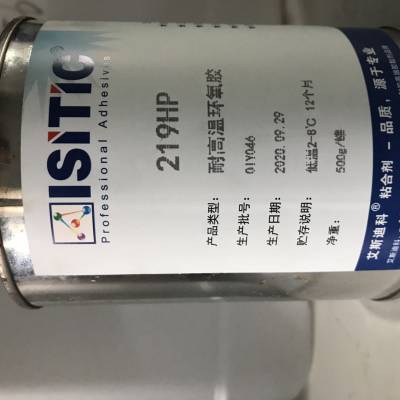 ISITIC®
Professional Adhesives
219HP
产品类型: 耐高温环氧胶
生产批号: 0IY046
生产日期: 2020.09.29
贮存说明: 低温2-8℃ 12个月
净重: 500g/罐
艾斯迪科® 粘合剂 - 品质, 源于专业